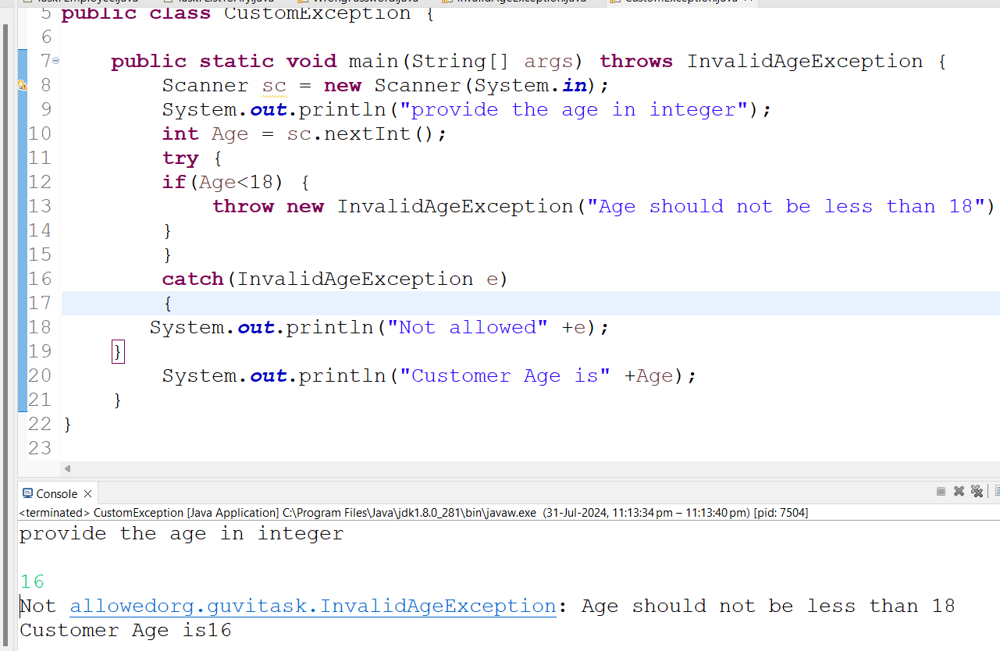 WrongPassword.java InvalidAgeException.java CustomException.java
5 public class CustomException {
6
7 public static void main(String[] args) throws InvalidAgeException {
8 Scanner sc = new Scanner(System.in);
9 System.out.println("provide the age in integer");
10 int Age = sc.nextInt();
11 try {
12 if(Age<18) {
13 throw new InvalidAgeException("Age should not be less than 18")
14 }
15 }
16 catch(InvalidAgeException e)
17 {
18 System.out.println("Not allowed" +e);
19 }
20 System.out.println("Customer Age is" +Age);
21 }
22 }
23
Console
<terminated> CustomException [Java Application] C:\Program Files\Java\jdk1.8.0_281\bin\javaw.exe (31-Jul-2024, 11:13:34 pm – 11:13:40 pm) [pid: 7504]
provide the age in integer
16
Not allowedorg.guvitask.InvalidAgeException: Age should not be less than 18
Customer Age is16